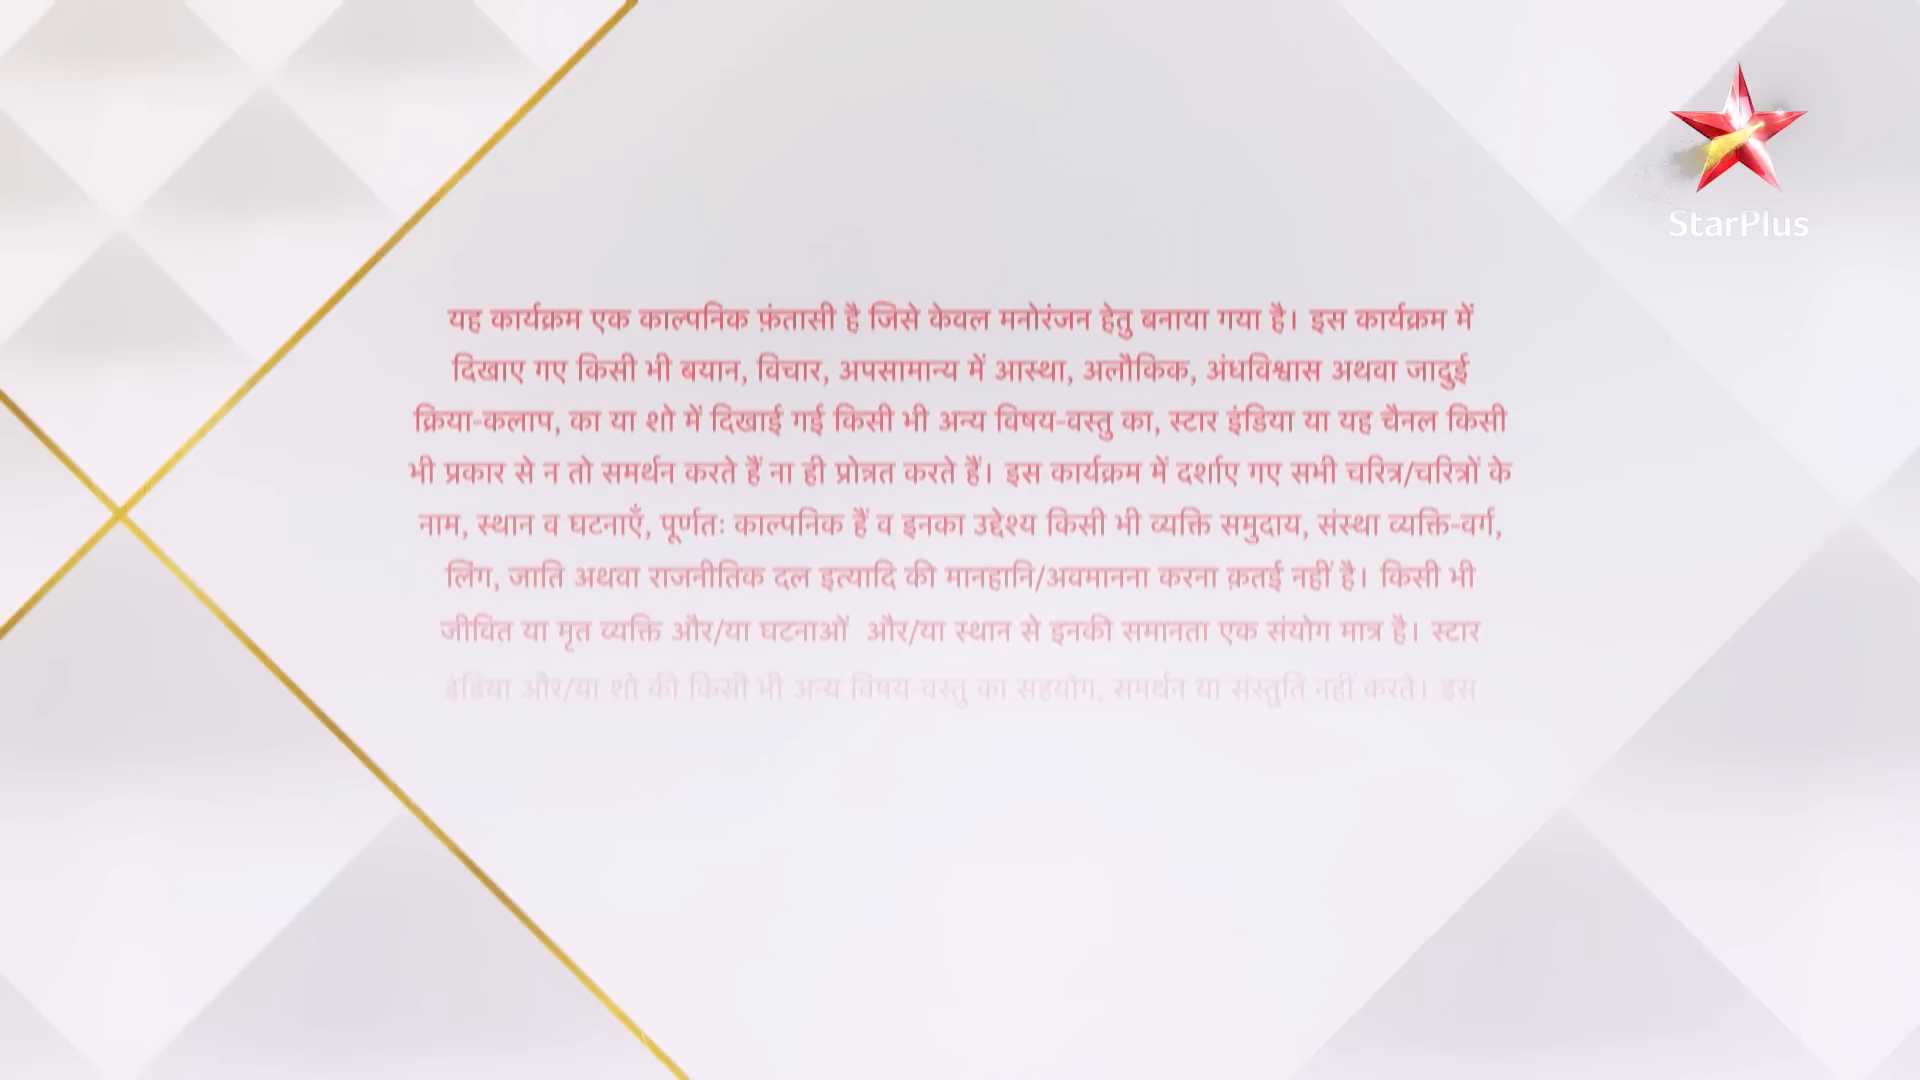 StarPlus
यह कार्यक्रम एक काल्पनिक फ़ंतासी है जिसे केवल मनोरंजन हेतु बनाया गया है। इस कार्यक्रम में
दिखाए गए किसी भी बयान, विचार, अपसामान्य में आस्था, अलौकिक, अंधविश्वास अथवा जादुई
क्रिया-कलाप, का या शो में दिखाई गई किसी भी अन्य विषय-वस्तु का, स्टार इंडिया या यह चैनल किसी
भी प्रकार से न तो समर्थन करते हैं ना ही प्रोन्नत करते हैं। इस कार्यक्रम में दर्शाए गए सभी चरित्र/चरित्रों के
नाम, स्थान व घटनाएँ, पूर्णतः काल्पनिक हैं व इनका उद्देश्य किसी भी व्यक्ति समुदाय, संस्था व्यक्ति-वर्ग,
लिंग, जाति अथवा राजनीतिक दल इत्यादि की मानहानि/अवमानना करना क़तई नहीं है। किसी भी
जीवित या मृत व्यक्ति और/या घटनाओं और/या स्थान से इनकी समानता एक संयोग मात्र है। स्टार
इंडिया और/या शो की किसी भी अन्य विषय-वस्तु का सहयोग, समर्थन या संस्तुति नहीं करते। इस